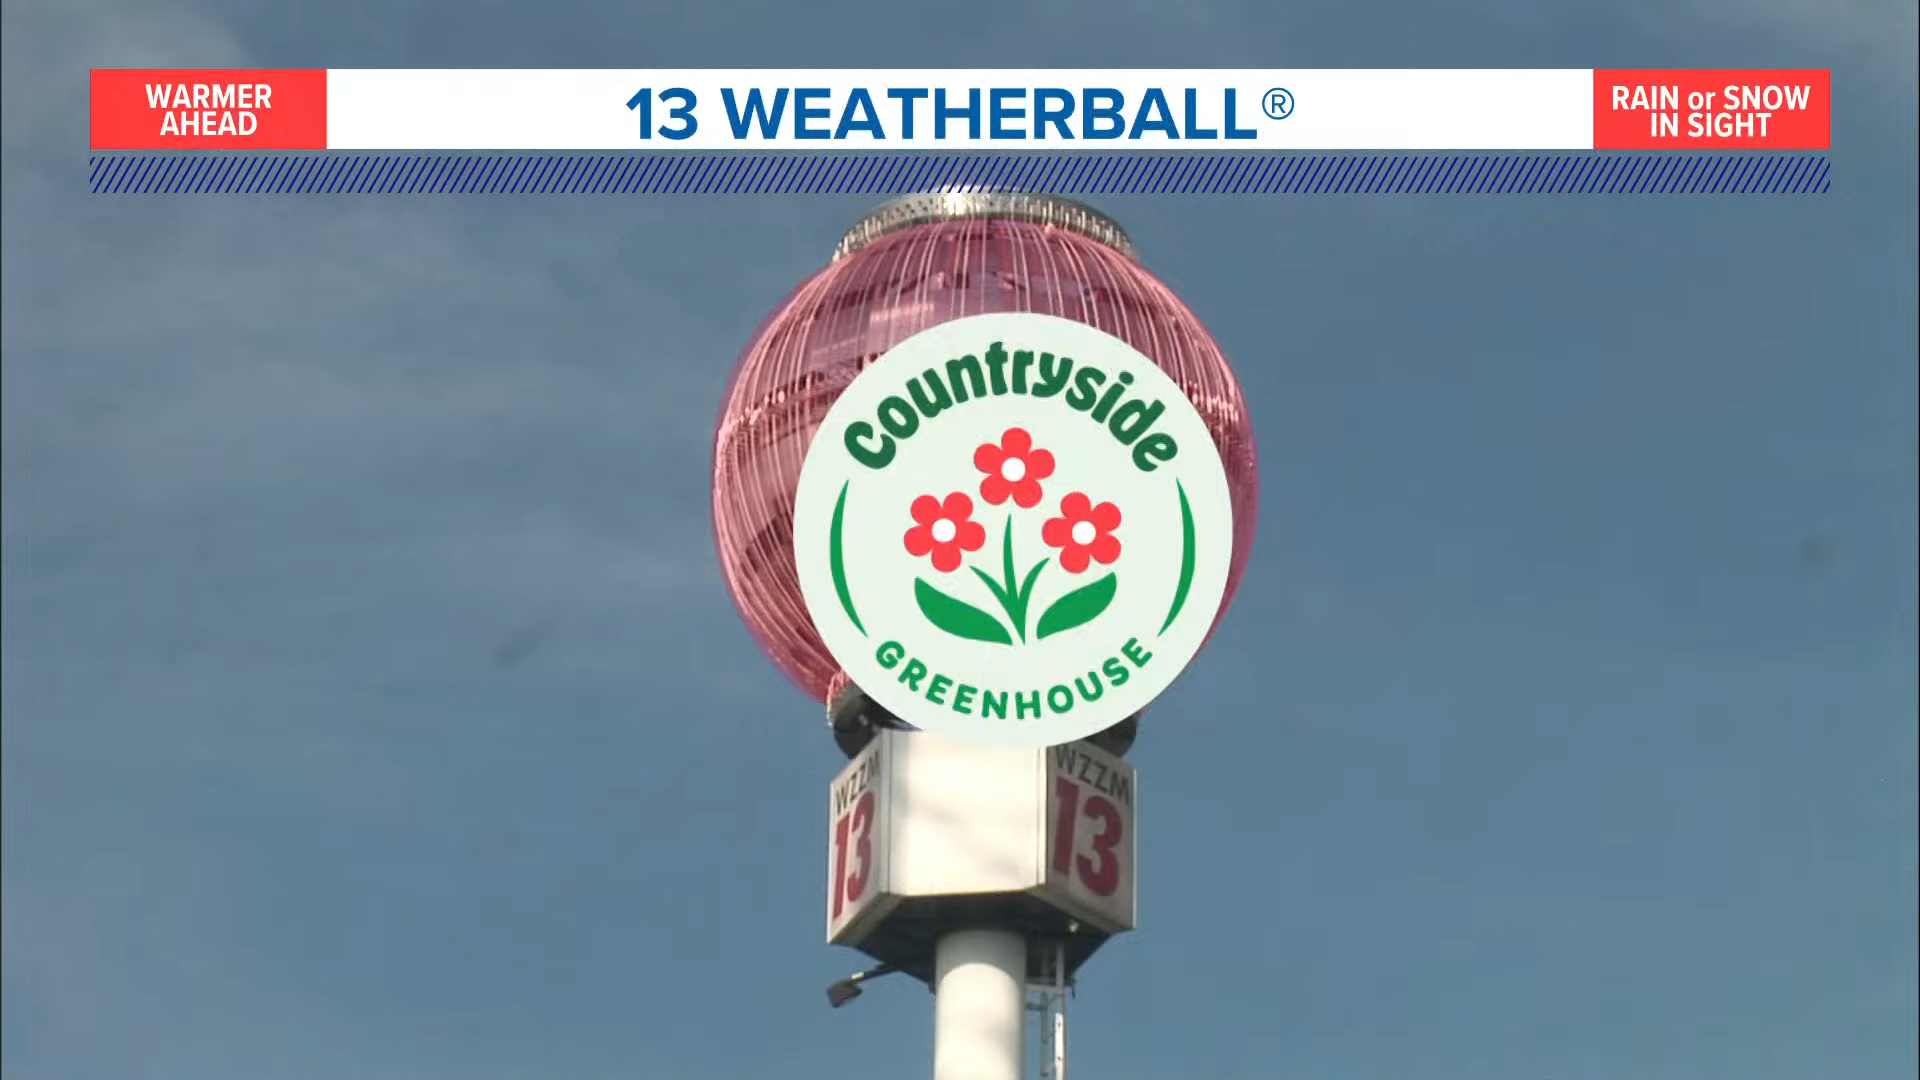 WARMER
AHEAD
13 WEATHERBALL®
RAIN or SNOW
IN SIGHT
Countryside
GREENHOUSE
WZZM
13
WZZM
13